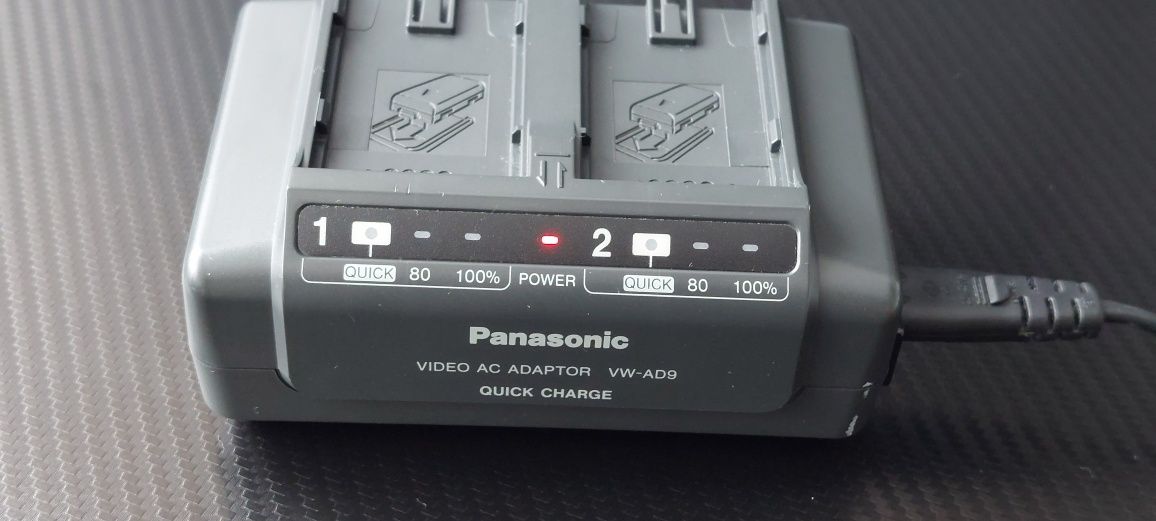 1 2
QUICK 80 100% POWER QUICK 80 100%
Panasonic
VIDEO AC ADAPTOR VW-AD9
QUICK CHARGE